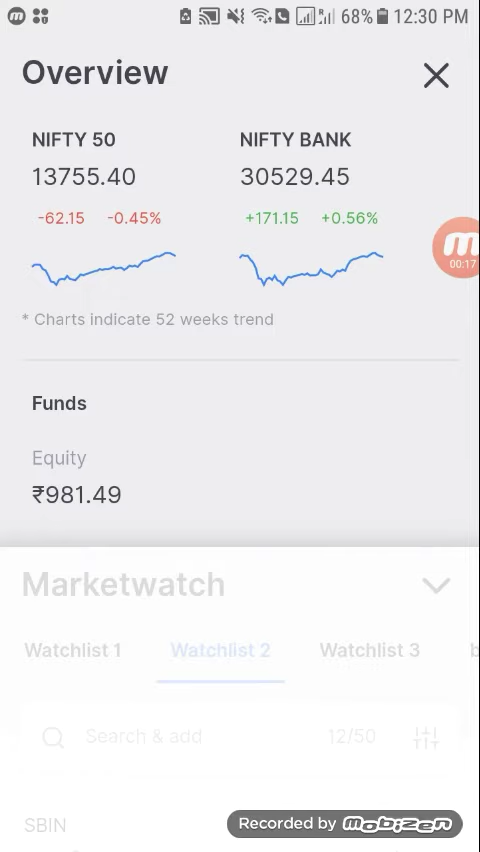 68% 12:30 PM
Overview
NIFTY 50 NIFTY BANK
13755.40 30529.45
-62.15 -0.45% +171.15 +0.56%
00:17
* Charts indicate 52 weeks trend
Funds
Equity
₹981.49
Marketwatch
Watchlist 1 Watchlist 2 Watchlist 3
Search & add 12/50
SBIN
Recorded by mobizen